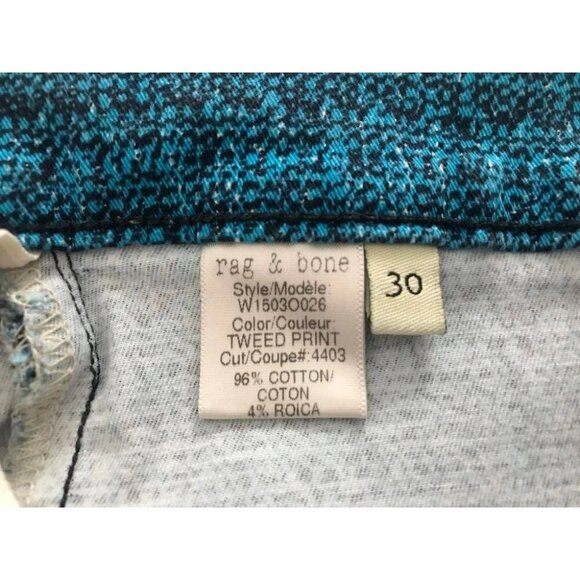 rag & bone
Style/Modèle:
W1503O026
Color/Couleur:
TWEED PRINT
Cut/Coupe#: 4403
96% COTTON/
COTON
4% ROICA
30